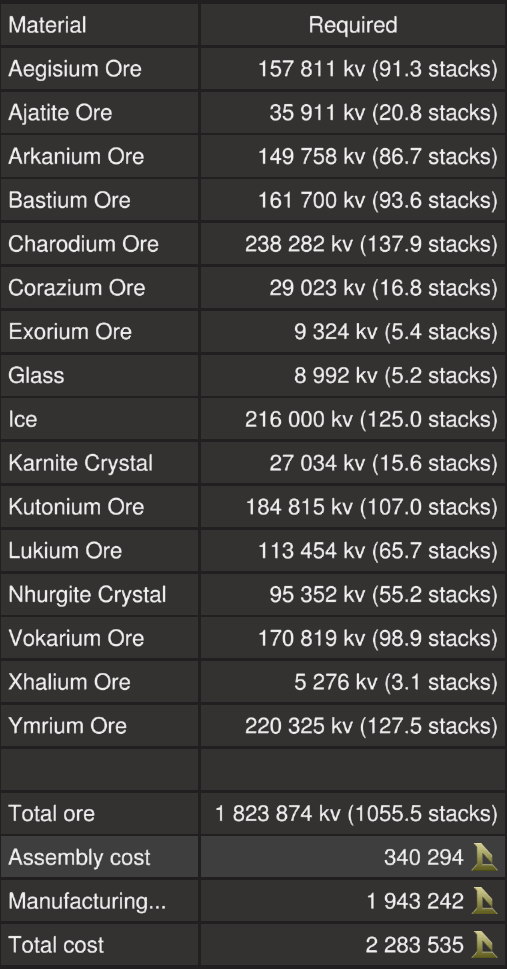 Material Required
Aegisium Ore 157 811 kv (91.3 stacks)
Ajatite Ore 35 911 kv (20.8 stacks)
Arkanium Ore 149 758 kv (86.7 stacks)
Bastium Ore 161 700 kv (93.6 stacks)
Charodium Ore 238 282 kv (137.9 stacks)
Corazium Ore 29 023 kv (16.8 stacks)
Exorium Ore 9 324 kv (5.4 stacks)
Glass 8 992 kv (5.2 stacks)
Ice 216 000 kv (125.0 stacks)
Karnite Crystal 27 034 kv (15.6 stacks)
Kutonium Ore 184 815 kv (107.0 stacks)
Lukium Ore 113 454 kv (65.7 stacks)
Nhurgite Crystal 95 352 kv (55.2 stacks)
Vokarium Ore 170 819 kv (98.9 stacks)
Xhalium Ore 5 276 kv (3.1 stacks)
Ymrium Ore 220 325 kv (127.5 stacks)
Total ore 1 823 874 kv (1055.5 stacks)
Assembly cost 340 294
Manufacturing... 1 943 242
Total cost 2 283 535